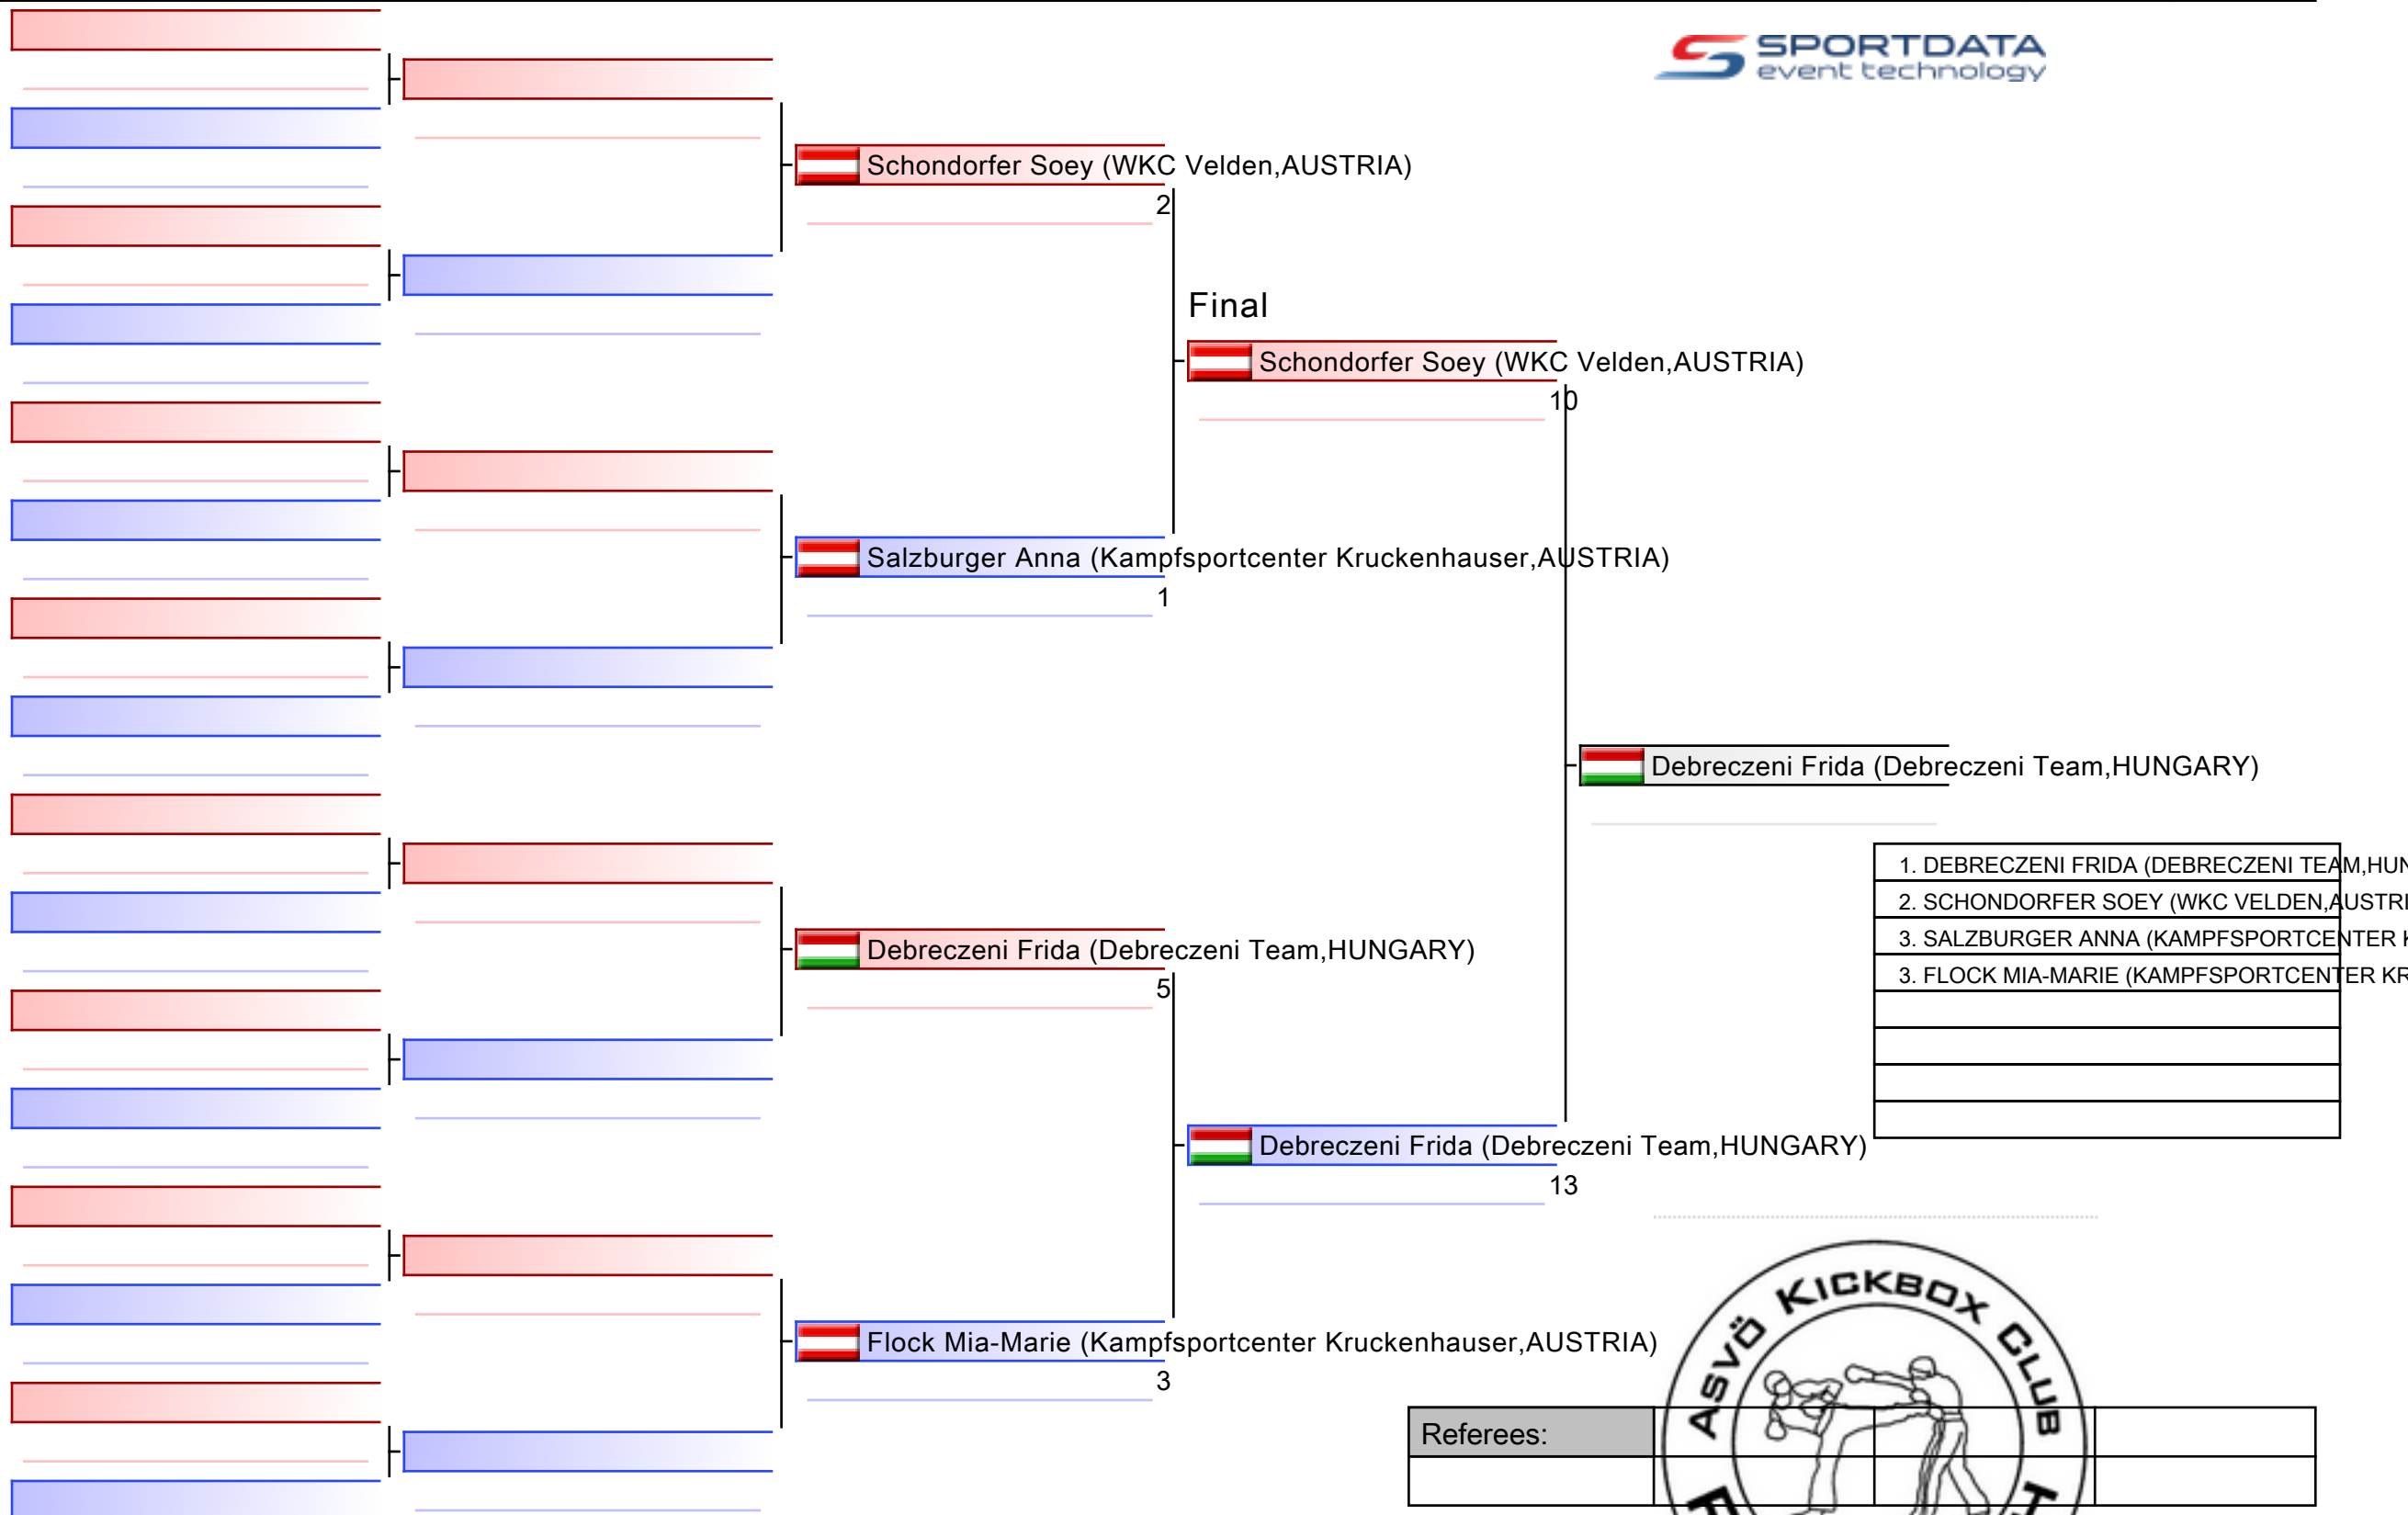 SPORTDATA
event technology
Schondorfer Soey (WKC Velden,AUSTRIA)
2
Final
Schondorfer Soey (WKC Velden,AUSTRIA)
10
Salzburger Anna (Kampfsportcenter Kruckenhauser,AUSTRIA)
1
Debreczeni Frida (Debreczeni Team,HUNGARY)
1. DEBRECZENI FRIDA (DEBRECZENI TEAM,HUN
2. SCHONDORFER SOEY (WKC VELDEN,AUSTRI
3. SALZBURGER ANNA (KAMPFSPORTCENTER K
3. FLOCK MIA-MARIE (KAMPFSPORTCENTER KR
Debreczeni Frida (Debreczeni Team,HUNGARY)
5
Debreczeni Frida (Debreczeni Team,HUNGARY)
13
Flock Mia-Marie (Kampfsportcenter Kruckenhauser,AUSTRIA)
3
ASVÖ KICKBOX CLUB
Referees: